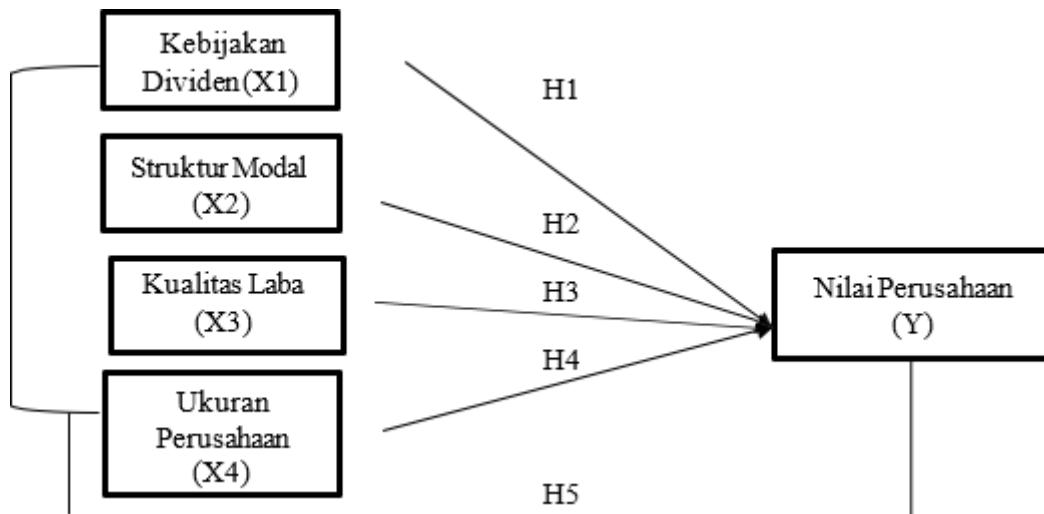 Kebijakan
Dividen (X1)
H1
Struktur Modal
(X2)
H2
Kualitas Laba
(X3)
H3
Nilai Perusahaan
(Y)
H4
Ukuran
Perusahaan
(X4)
H5